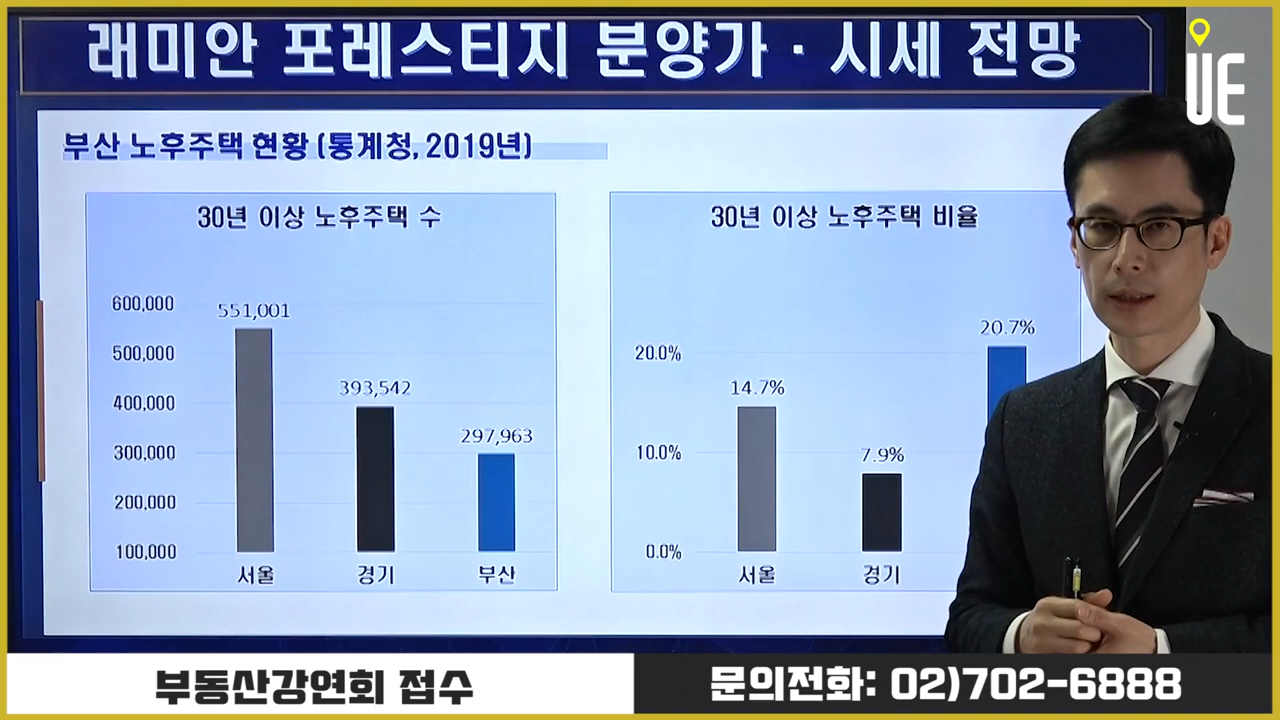 래미안 포레스티지 분양가 · 시세 전망
UE
부산 노후주택 현황 (통계청, 2019년)
30년 이상 노후주택 수
600,000
500,000
400,000
300,000
200,000
100,000
551,001
393,542
297,963
서울
경기
부산
30년 이상 노후주택 비율
20.0%
10.0%
0.0%
14.7%
7.9%
20.7%
서울
경기
부동산강연회 접수
문의전화: 02)702-6888